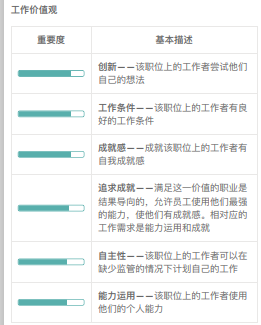 工作价值观
重要度 基本描述
创新——该职位上的工作者尝试他们
自己的想法
工作条件——该职位上的工作者有良
好的工作条件
成就感——成就该职位上的工作者有
自我成就感
追求成就——满足这一价值的职业是
结果导向的，允许员工使用他们最强
的能力，使他们有成就感。相对应的
工作需求是能力运用和成就
自主性——该职位上的工作者可以在
缺少监管的情况下计划自己的工作
能力运用——该职位上的工作者使用
他们的个人能力